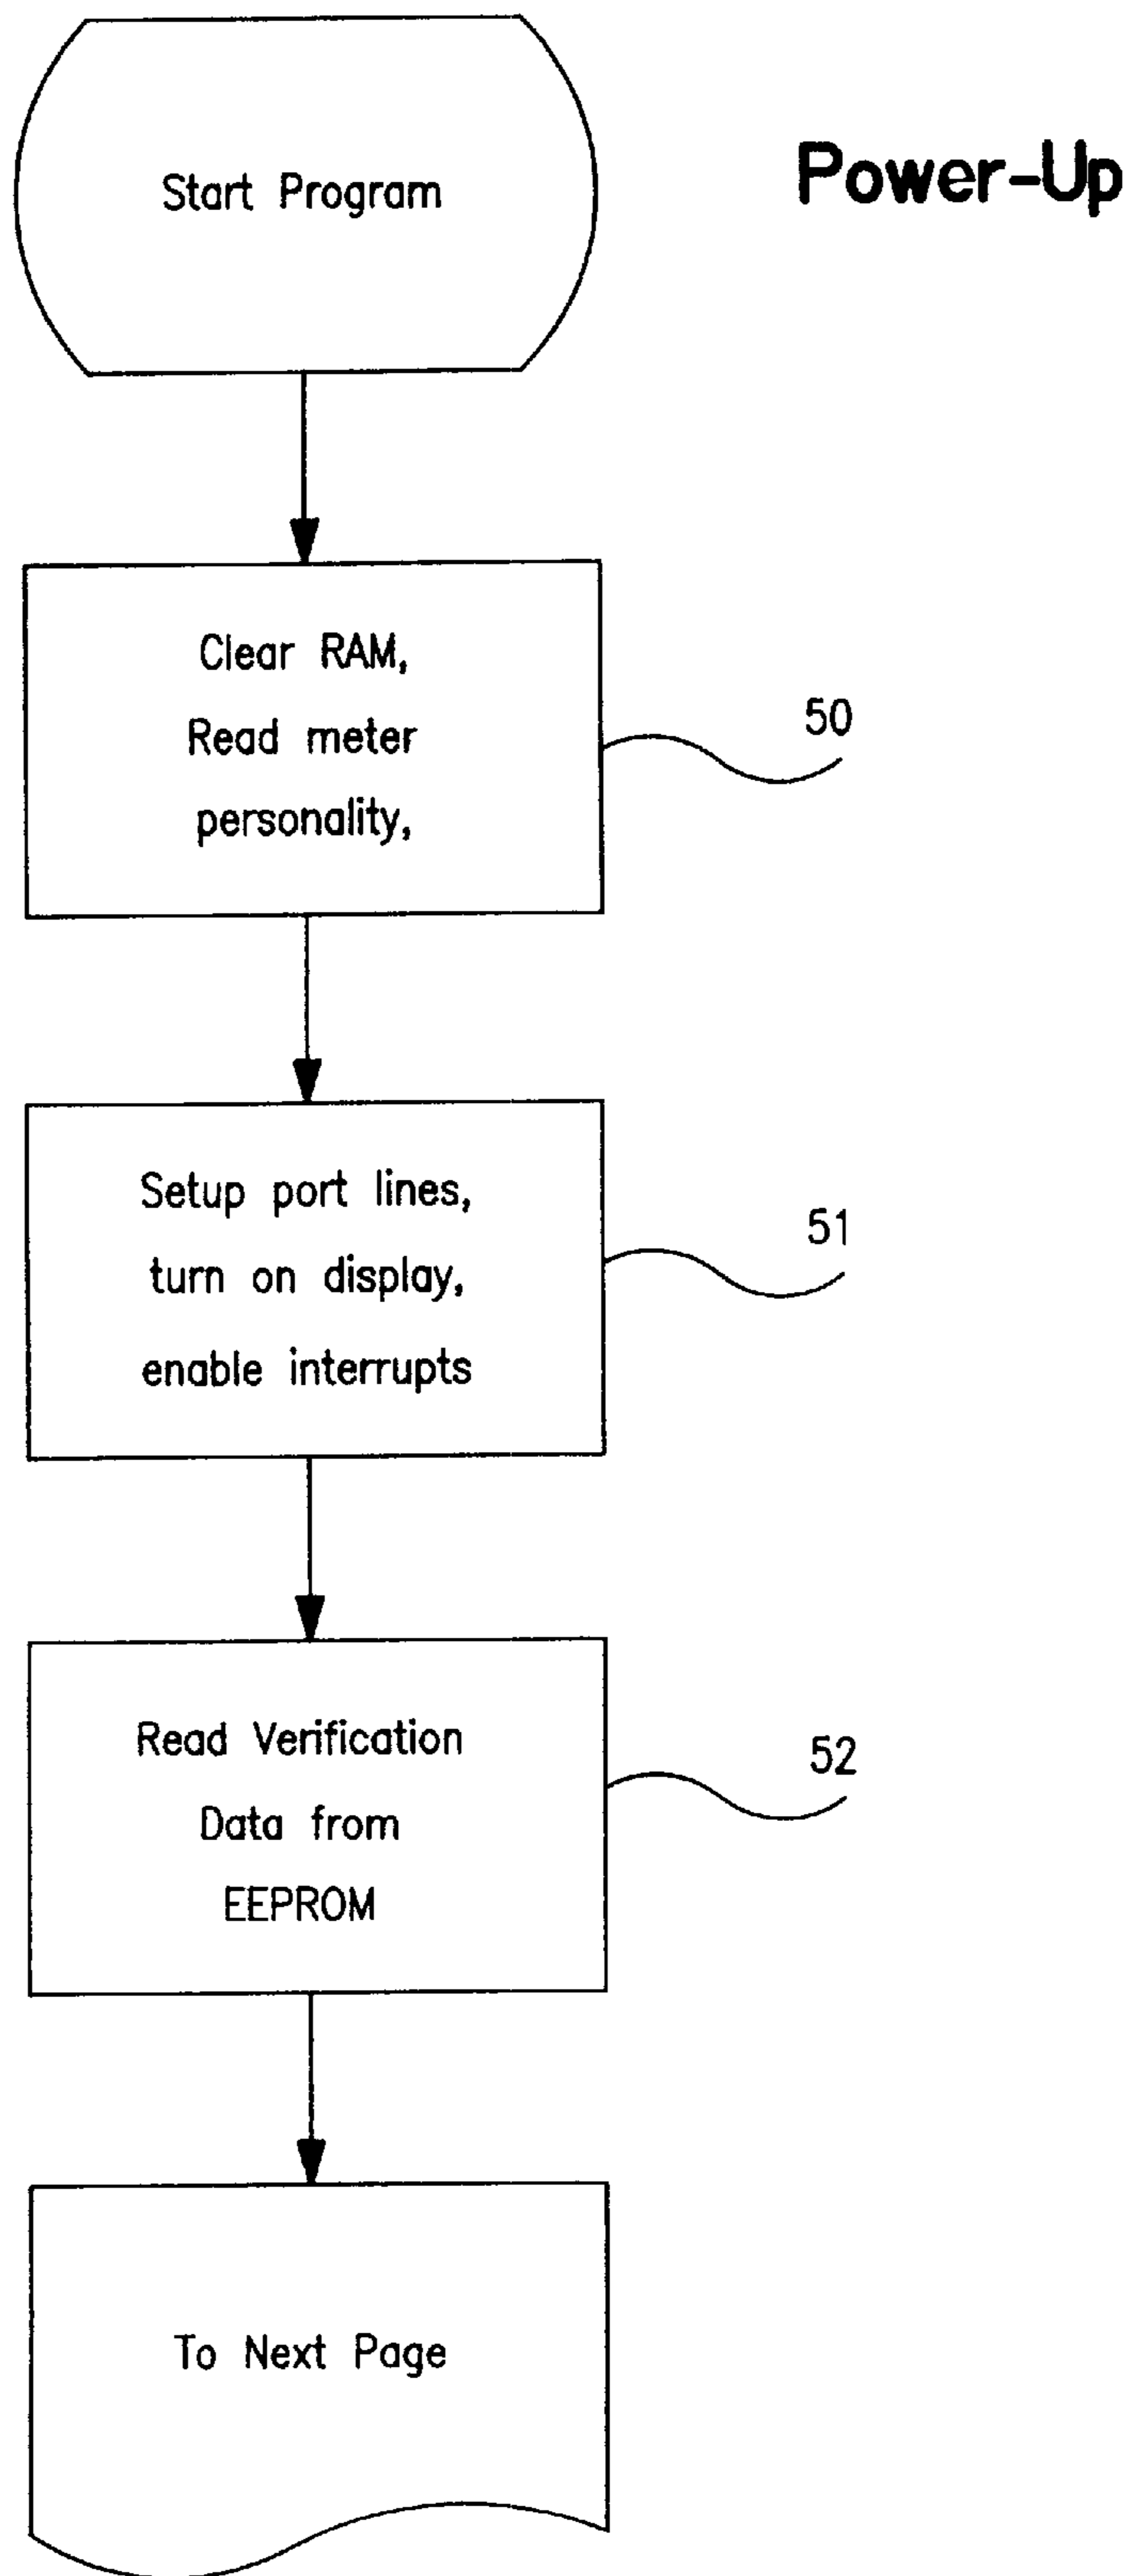 Start Program
Power-Up
Clear RAM,
Read meter
personality,
50
Setup port lines,
turn on display,
enable interrupts
51
Read Verification
Data from
EEPROM
52
To Next Page